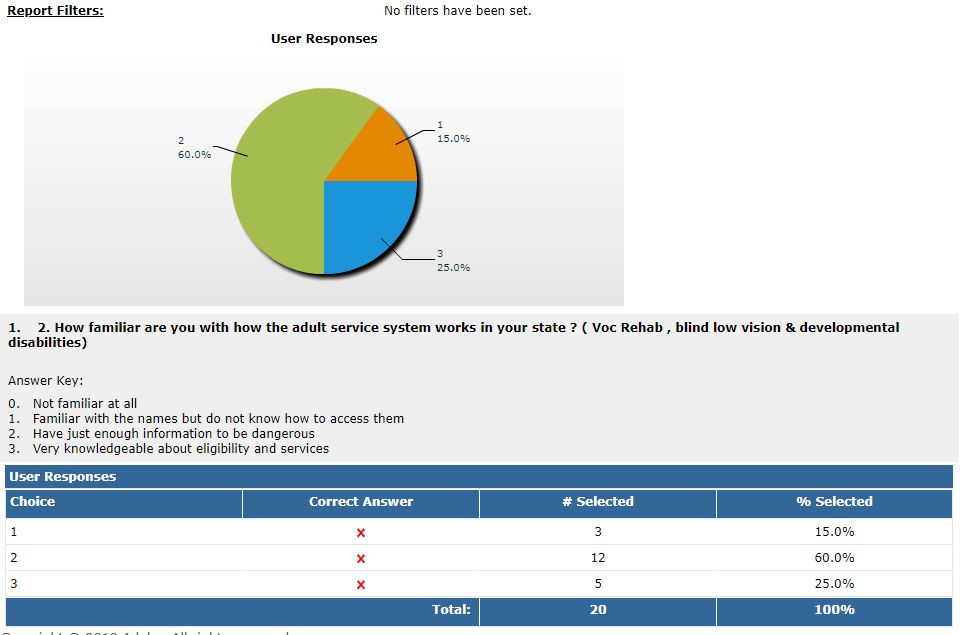 Report Filters: No filters have been set.
User Responses
1
15.0%
2
60.0%
3
25.0%
1. 2. How familiar are you with how the adult service system works in your state ? ( Voc Rehab , blind low vision & developmental
disabilities)
Answer Key:
0. Not familiar at all
1. Familiar with the names but do not know how to access them
2. Have just enough information to be dangerous
3. Very knowledgeable about eligibility and services
User Responses
Choice Correct Answer # Selected % Selected
1 3 15.0%
2 12 60.0%
3 5 25.0%
Total: 20 100%